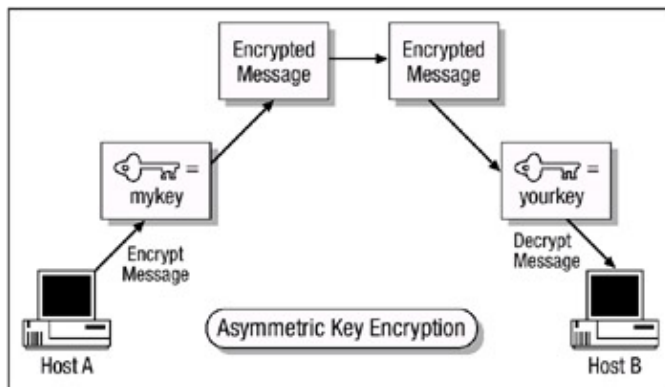 Encrypted
Message
Encrypted
Message
=
mykey
=
yourkey
Encrypt
Message
Decrypt
Message
Asymmetric Key Encryption
Host A
Host B